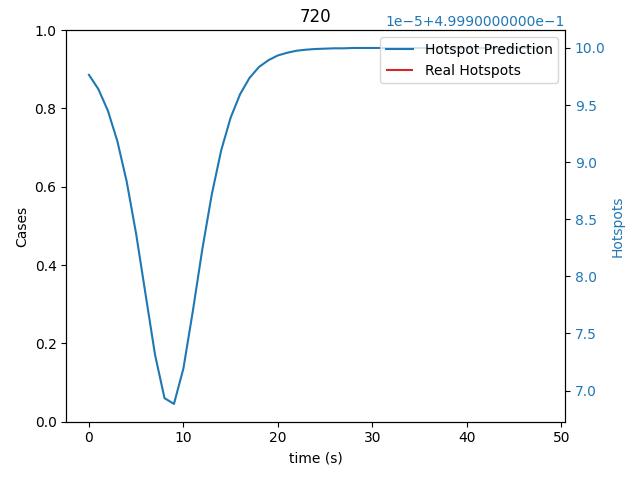 720
1e-5+4.9990000000e-1
Hotspot Prediction
Real Hotspots
1.0
0.8
0.6
0.4
0.2
0.0
Cases
10.0
9.5
9.0
8.5
8.0
7.5
7.0
Hotspots
0 10 20 30 40 50
time (s)